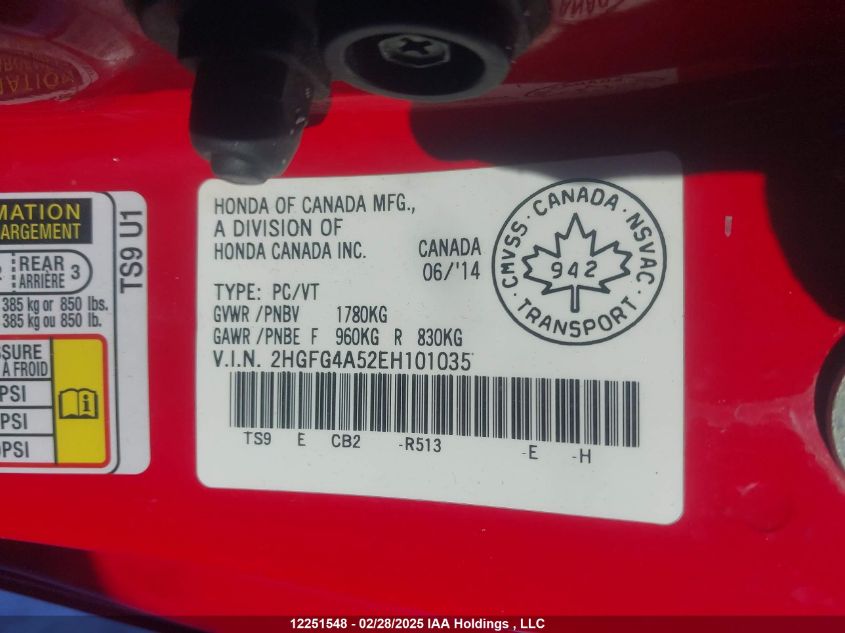 CANADA
MATION
ARGEMENT
REAR
ARRIÈRE 3
385 kg or 850 lbs.
385 kg ou 850 lb.
SSURE
À FROID
PSI
PSI
PSI
TS9 U1
HONDA OF CANADA MFG.,
A DIVISION OF
HONDA CANADA INC.
CANADA
06/'14
TYPE: PC/VT
GVWR /PNBV 1780KG
GAWR /PNBE F 960KG R 830KG
V.I.N. 2HGFG4A52EH101035
TS9 E CB2 -R513 -E -H
CMVSS · CANADA · NSVAC · TRANSPORT ·
942
12251548 - 02/28/2025 IAA Holdings , LLC